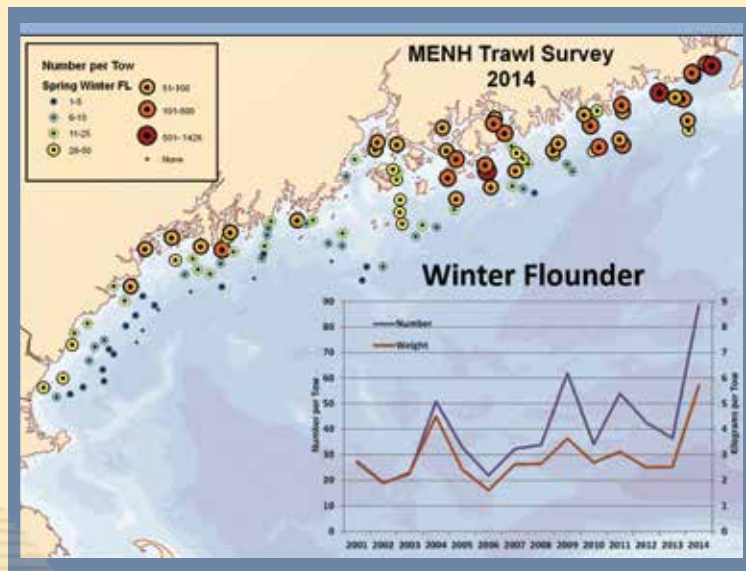 MENH Trawl Survey
2014
Number per Tow
Spring Winter FL
1-5
6-15
11-25
26-50
51-100
101-500
501-1426
None
Winter Flounder
Number
Weight
Number per Tow
Kilograms per Tow
90
80
70
60
50
40
30
20
10
0
9
8
7
6
5
4
3
2
1
0
2001 2002 2003 2004 2005 2006 2007 2008 2009 2010 2011 2012 2013 2014